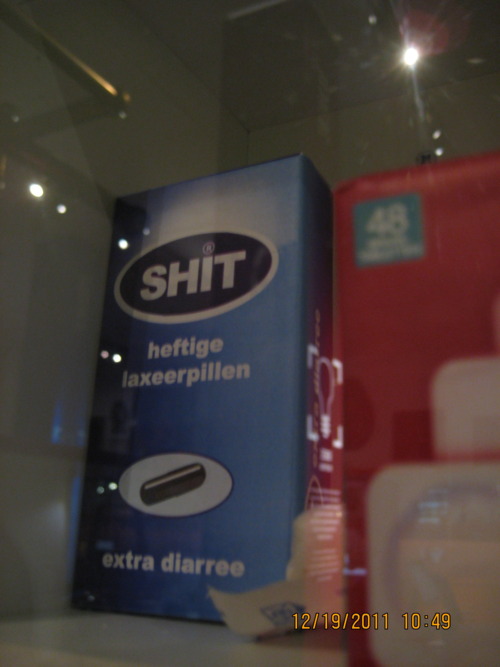 SHIT
®
heftige
laxeerpillen
extra diarree
48
12/19/2011 10:49